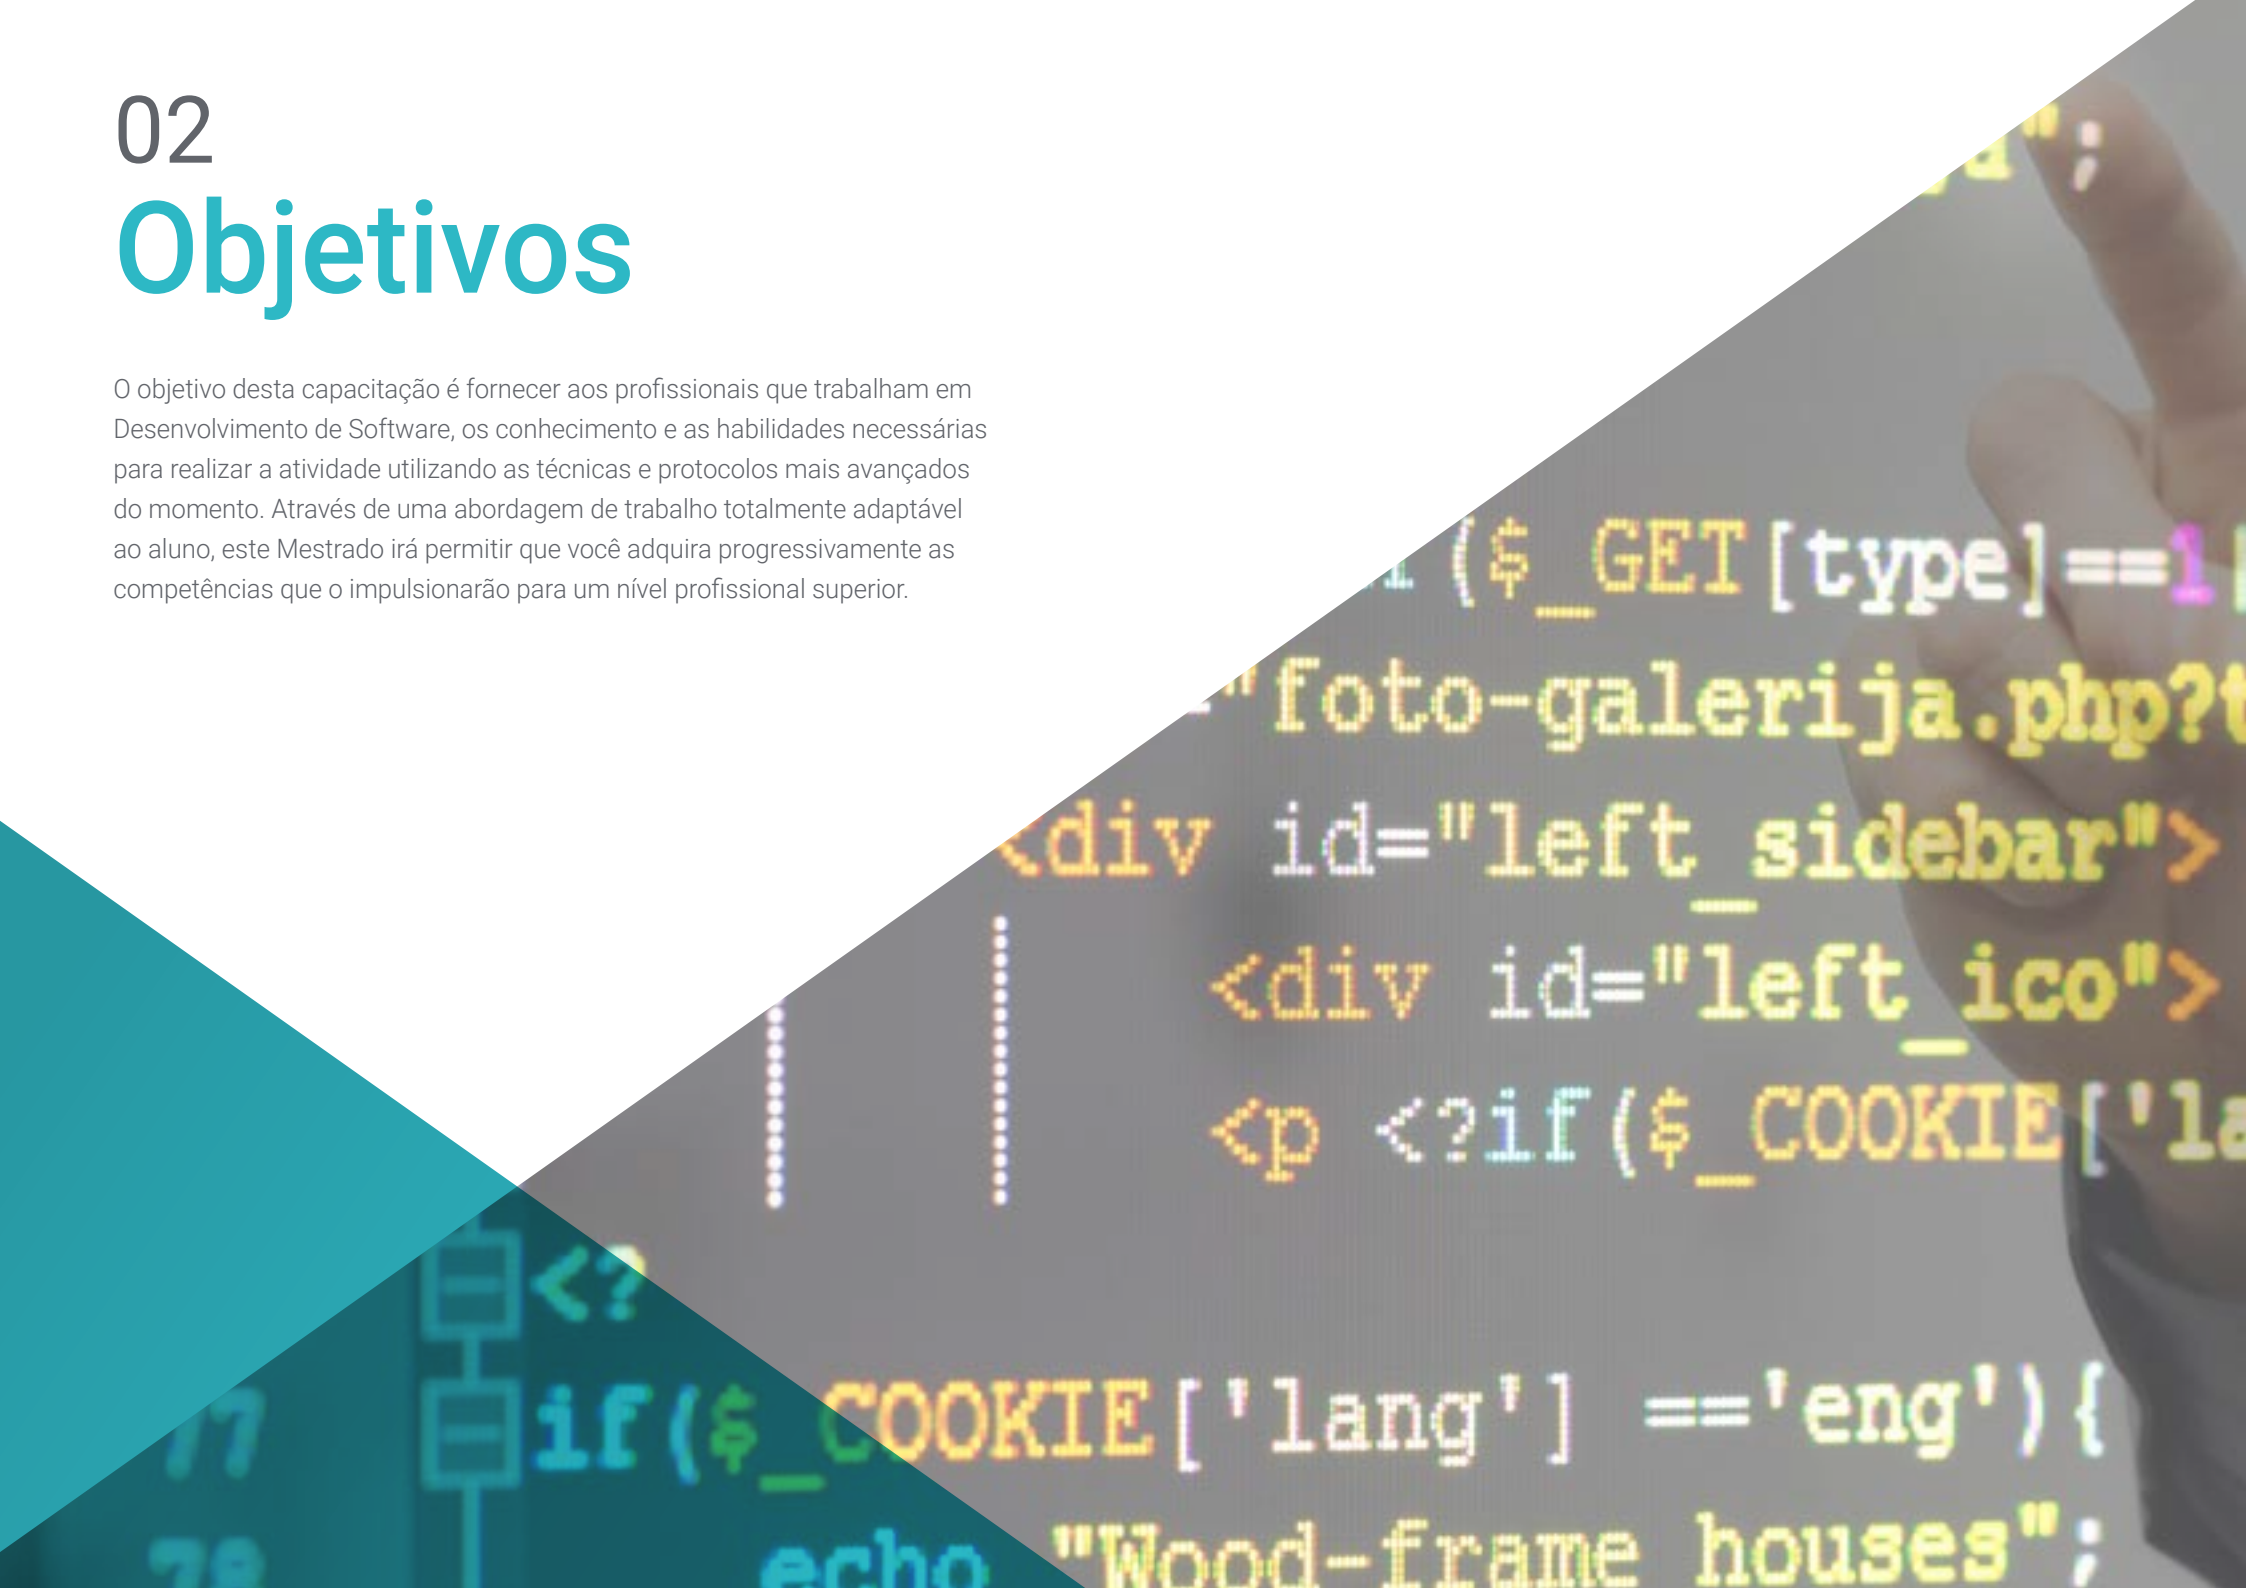 02
Objetivos
O objetivo desta capacitação é fornecer aos profissionais que trabalham em
Desenvolvimento de Software, os conhecimento e as habilidades necessárias
para realizar a atividade utilizando as técnicas e protocolos mais avançados
do momento. Através de uma abordagem de trabalho totalmente adaptável
ao aluno, este Mestrado irá permitir que você adquira progressivamente as
competências que o impulsionarão para um nível profissional superior.
";
($_GET[type]==1
="foto-galerija.php?t
<div id="left_sidebar">
<div id="left_ico">
<p <?if($_COOKIE['la
<?
77 if($_COOKIE['lang'] =='eng'){
78 echo "Wood-frame houses";